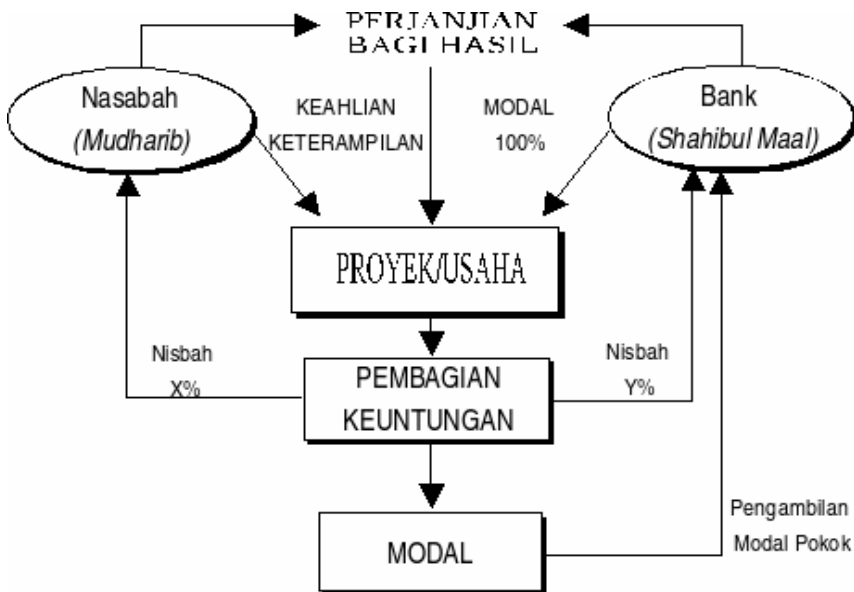 PERJANJIAN
BAGI HASIL
Nasabah
(Mudharib)
KEAHLIAN
KETERAMPILAN
MODAL
100%
Bank
(Shahibul Maal)
PROYEK/USAHA
Nisbah
X%
PEMBAGIAN
KEUNTUNGAN
Nisbah
Y%
MODAL
Pengambilan
Modal Pokok